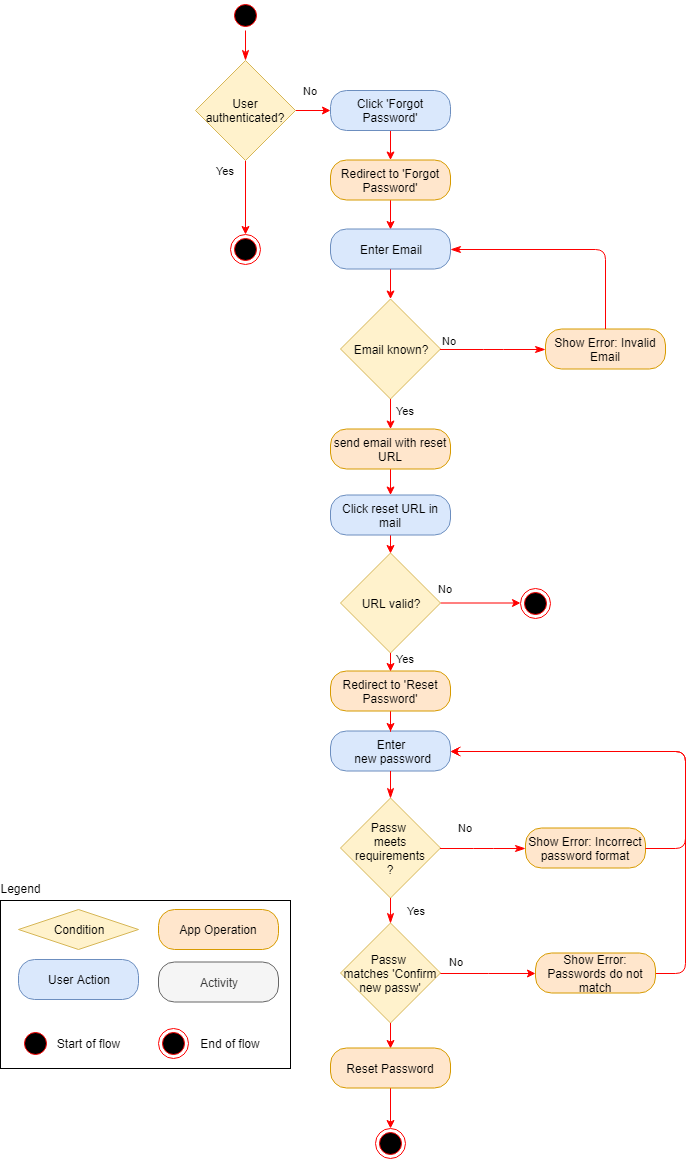 User
authenticated?
No
Yes
Click 'Forgot
Password'
Redirect to 'Forgot
Password'
Enter Email
Email known?
No
Show Error: Invalid
Email
Yes
send email with reset
URL
Click reset URL in
mail
URL valid?
No
Yes
Redirect to 'Reset
Password'
Enter
new password
Passw
meets
requirements
?
No
Show Error: Incorrect
password format
Yes
Passw
matches 'Confirm
new passw'
No
Show Error:
Passwords do not
match
Reset Password
Legend
Condition
App Operation
User Action
Activity
Start of flow
End of flow